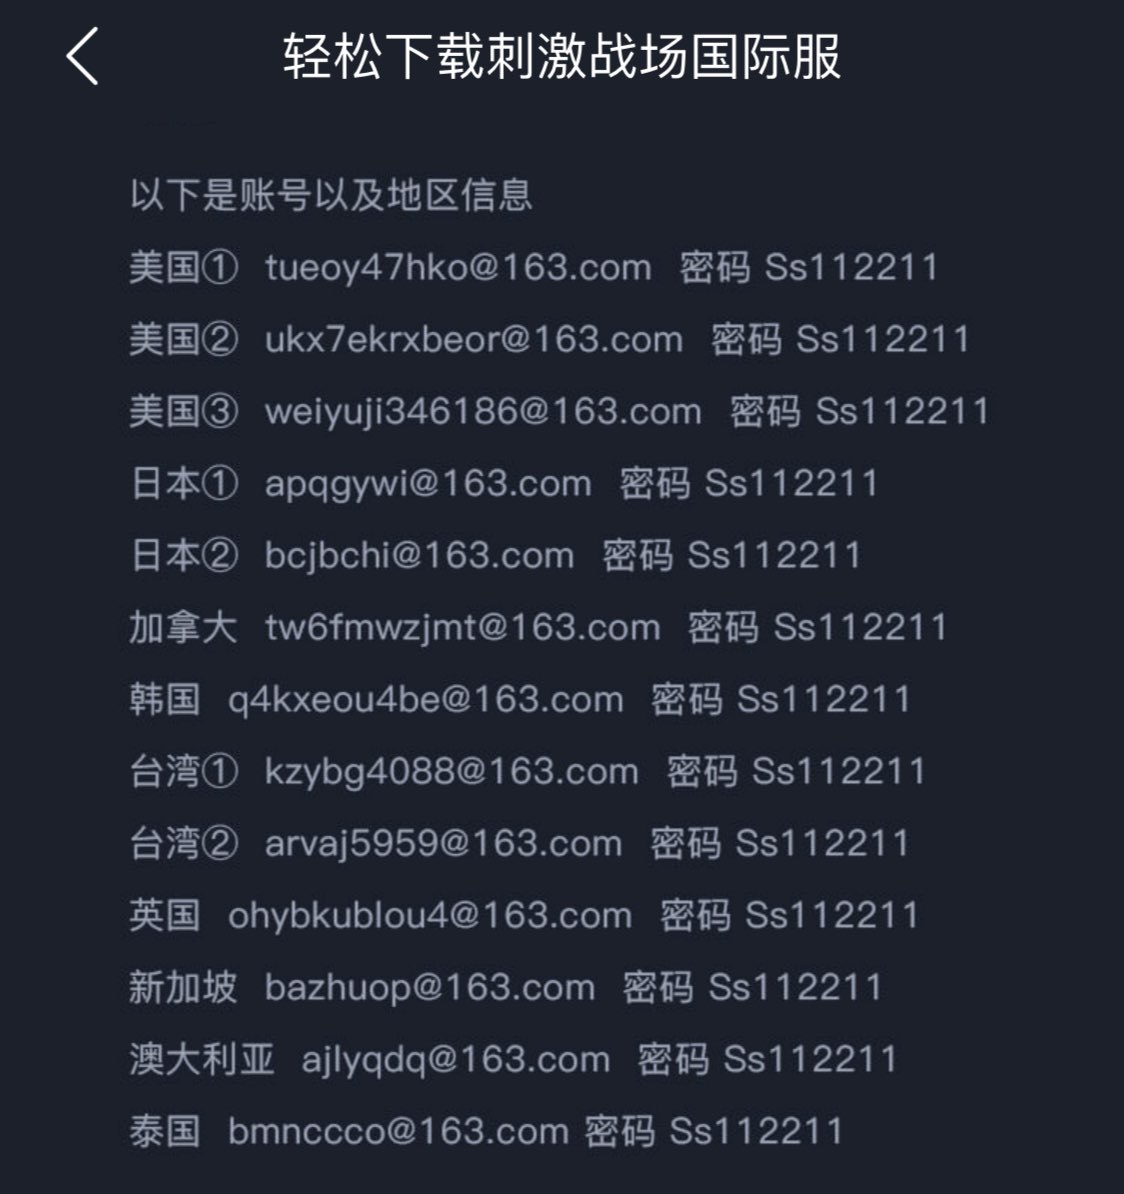 轻松下载刺激战场国际服
以下是账号以及地区信息
美国① tueoy47hko@163.com 密码 Ss112211
美国② ukx7ekrxbeor@163.com 密码 Ss112211
美国③ weiyuji346186@163.com 密码 Ss112211
日本① apqgywi@163.com 密码 Ss112211
日本② bcjbchi@163.com 密码 Ss112211
加拿大 tw6fmwzjmt@163.com 密码 Ss112211
韩国 q4kxeou4be@163.com 密码 Ss112211
台湾① kzybg4088@163.com 密码 Ss112211
台湾② arvaj5959@163.com 密码 Ss112211
英国 ohybkublou4@163.com 密码 Ss112211
新加坡 bazhuop@163.com 密码 Ss112211
澳大利亚 ajlyqdq@163.com 密码 Ss112211
泰国 bmnccco@163.com 密码 Ss112211